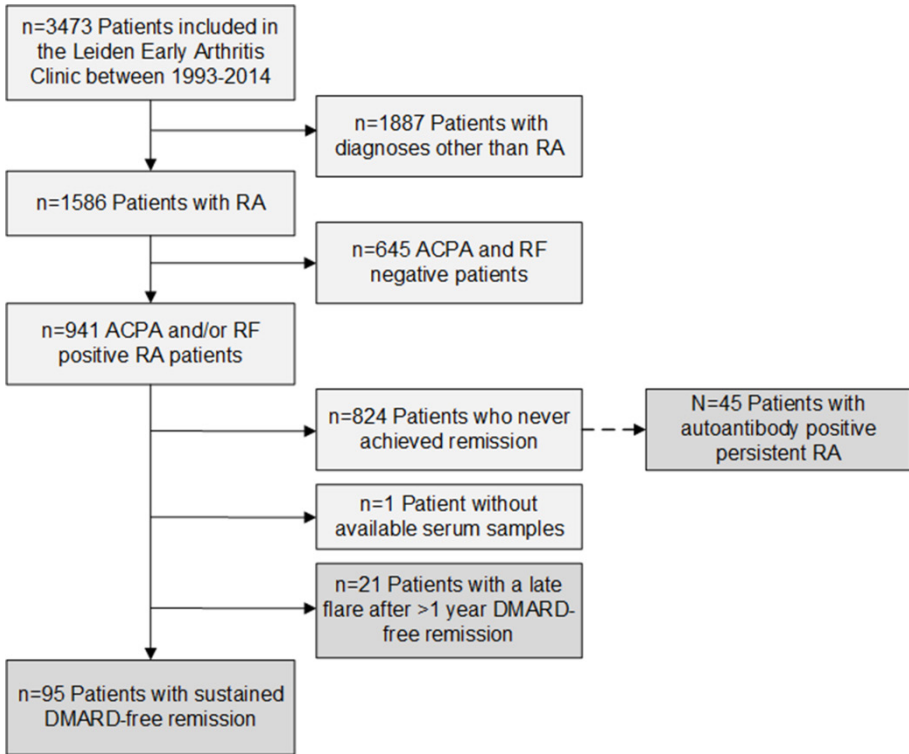 n=3473 Patients included in
the Leiden Early Arthritis
Clinic between 1993-2014
n=1887 Patients with
diagnoses other than RA
n=1586 Patients with RA
n=645 ACPA and RF
negative patients
n=941 ACPA and/or RF
positive RA patients
n=824 Patients who never
achieved remission
N=45 Patients with
autoantibody positive
persistent RA
n=1 Patient without
available serum samples
n=21 Patients with a late
flare after >1 year DMARD-
free remission
n=95 Patients with sustained
DMARD-free remission